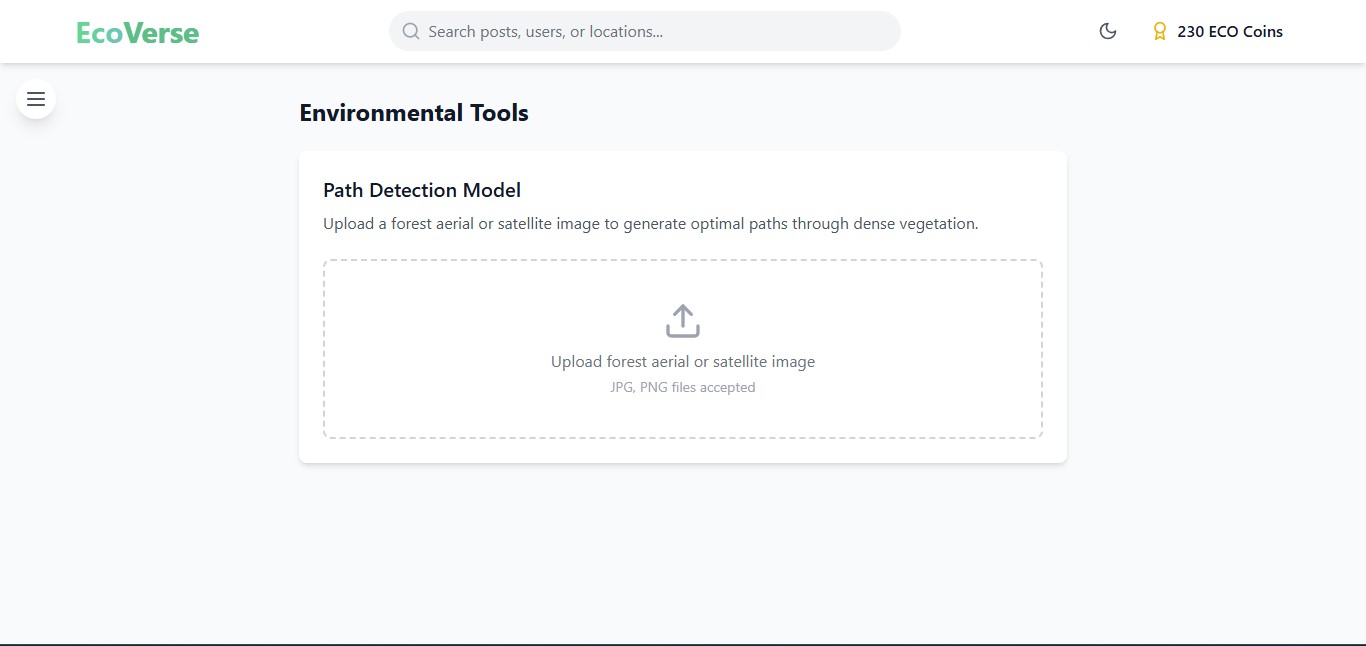 EcoVerse
Search posts, users, or locations...
230 ECO Coins
Environmental Tools
Path Detection Model
Upload a forest aerial or satellite image to generate optimal paths through dense vegetation.
Upload forest aerial or satellite image
JPG, PNG files accepted